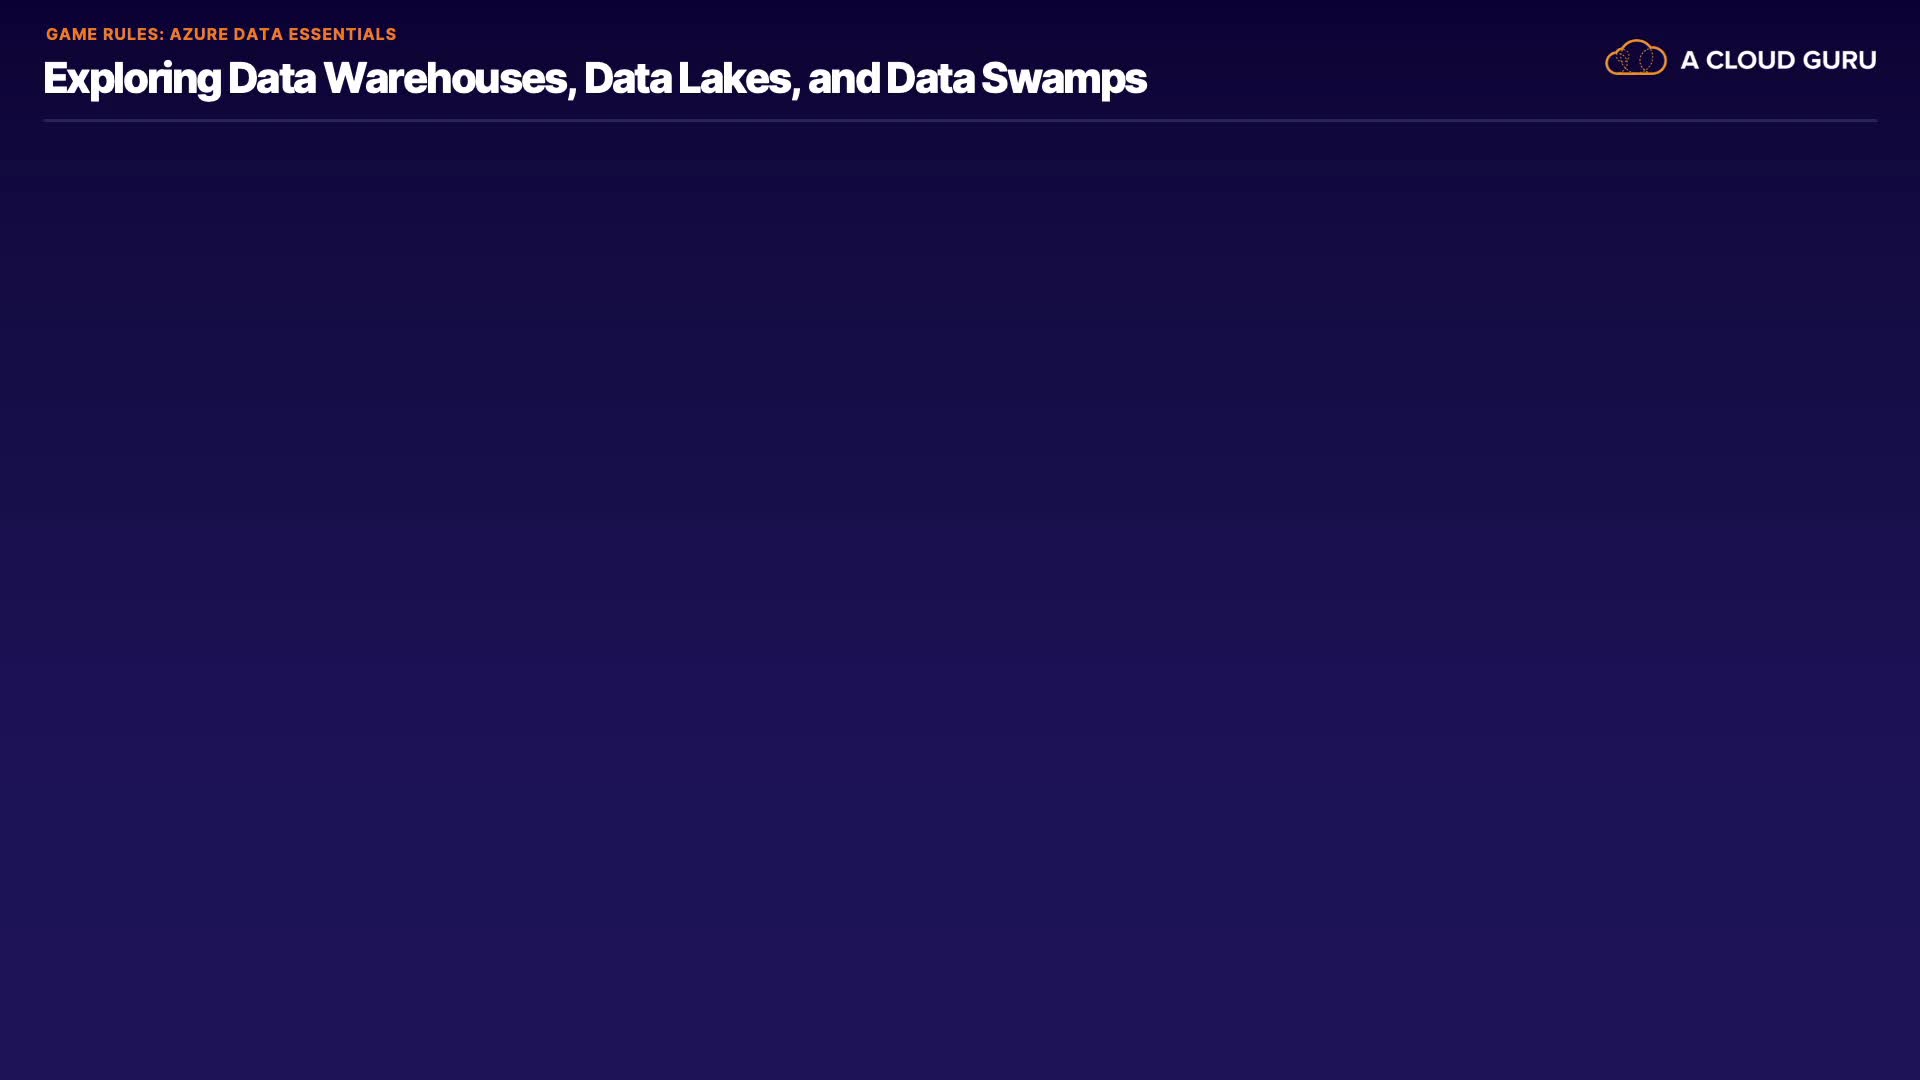 GAME RULES: AZURE DATA ESSENTIALS
Exploring Data Warehouses, Data Lakes, and Data Swamps
A CLOUD GURU